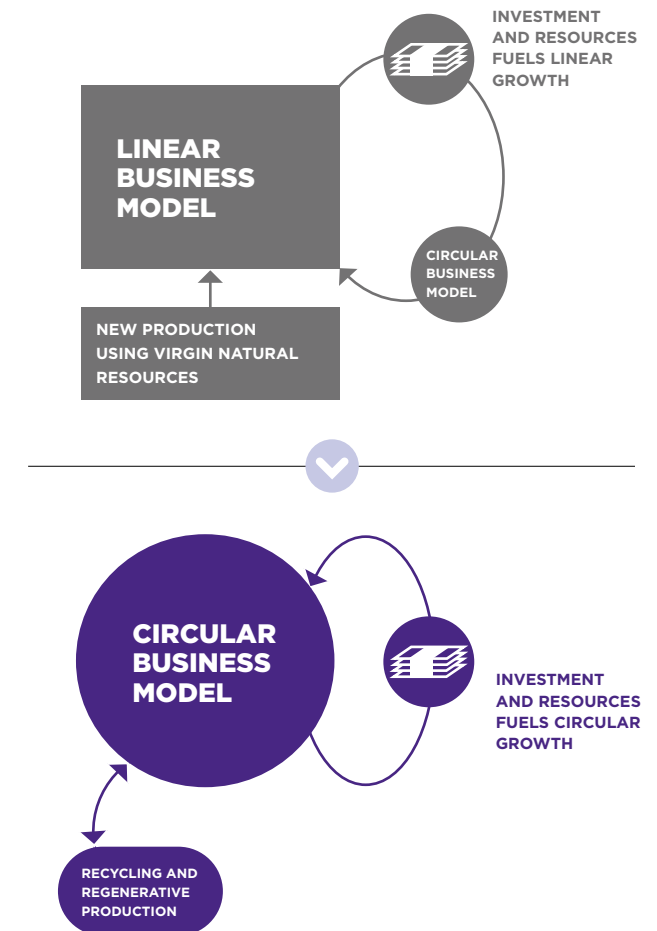 INVESTMENT
AND RESOURCES
FUELS LINEAR
GROWTH
LINEAR
BUSINESS
MODEL
CIRCULAR
BUSINESS
MODEL
NEW PRODUCTION
USING VIRGIN NATURAL
RESOURCES
CIRCULAR
BUSINESS
MODEL
INVESTMENT
AND RESOURCES
FUELS CIRCULAR
GROWTH
RECYCLING AND
REGENERATIVE
PRODUCTION